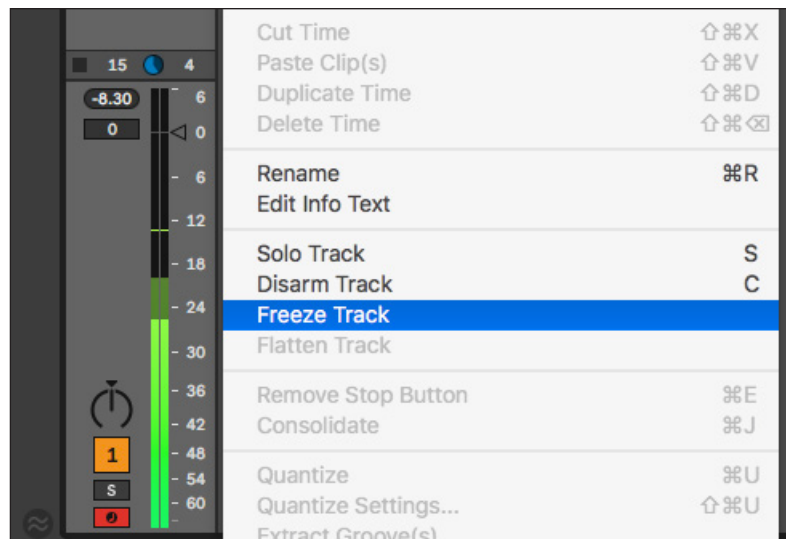 15 4
-8.30
0
6
0
6
12
18
24
30
36
42
48
54
60
1
S
Cut Time ⇧⌘X
Paste Clip(s) ⇧⌘V
Duplicate Time ⇧⌘D
Delete Time ⇧⌘⌫
Rename ⌘R
Edit Info Text
Solo Track S
Disarm Track C
Freeze Track
Flatten Track
Remove Stop Button ⌘E
Consolidate ⌘J
Quantize ⌘U
Quantize Settings... ⇧⌘U
Extract Groove(s)